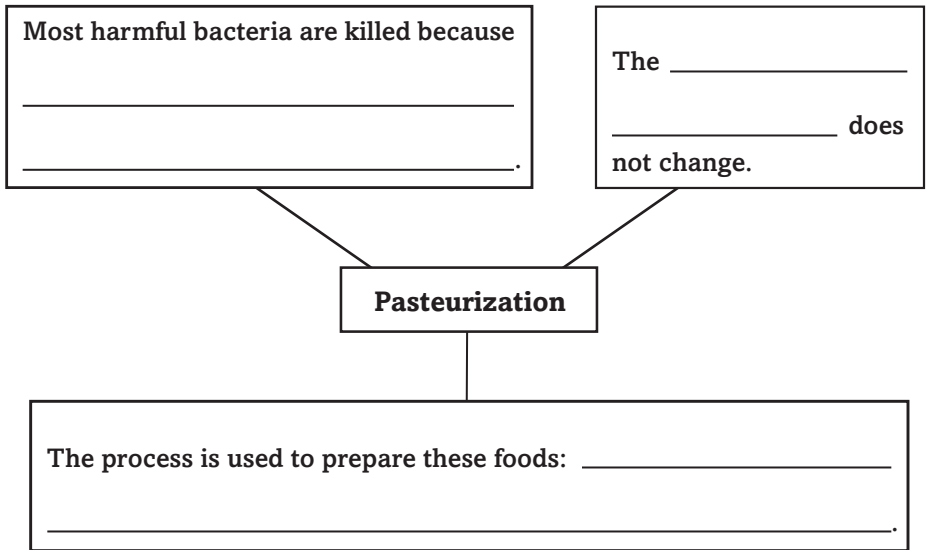 Most harmful bacteria are killed because
.
The
does
not change.
Pasteurization
The process is used to prepare these foods:
.